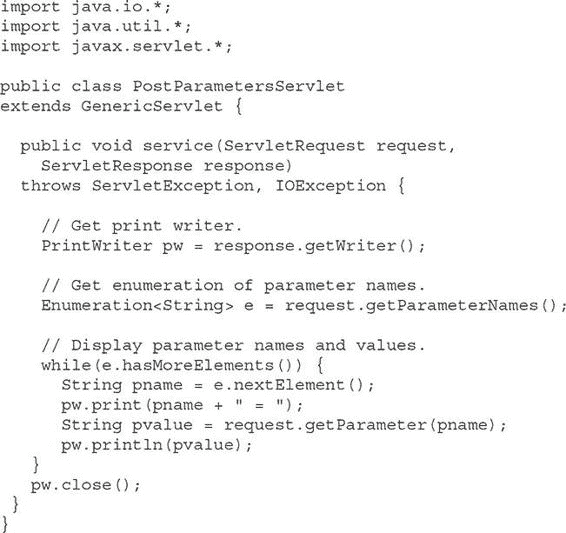 import java.io.*;
import java.util.*;
import javax.servlet.*;

public class PostParametersServlet
extends GenericServlet {

  public void service(ServletRequest request,
    ServletResponse response)
  throws ServletException, IOException {

    // Get print writer.
    PrintWriter pw = response.getWriter();

    // Get enumeration of parameter names.
    Enumeration<String> e = request.getParameterNames();

    // Display parameter names and values.
    while(e.hasMoreElements()) {
      String pname = e.nextElement();
      pw.print(pname + " = ");
      String pvalue = request.getParameter(pname);
      pw.println(pvalue);
   }
   pw.close();
 }
}